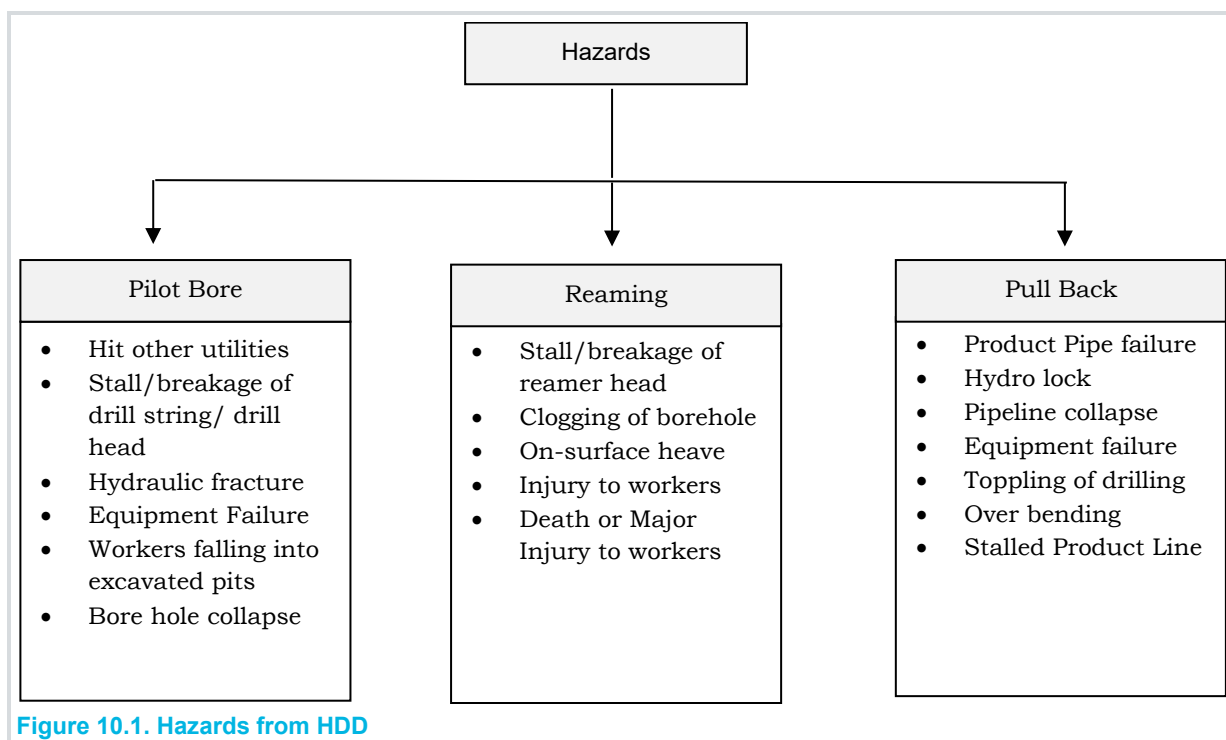 Hazards
Pilot Bore
• Hit other utilities
• Stall/breakage of
drill string/ drill
head
• Hydraulic fracture
• Equipment Failure
• Workers falling into
excavated pits
• Bore hole collapse
Reaming
• Stall/breakage of
reamer head
• Clogging of borehole
• On-surface heave
• Injury to workers
• Death or Major
Injury to workers
Pull Back
• Product Pipe failure
• Hydro lock
• Pipeline collapse
• Equipment failure
• Toppling of drilling
• Over bending
• Stalled Product Line
Figure 10.1. Hazards from HDD